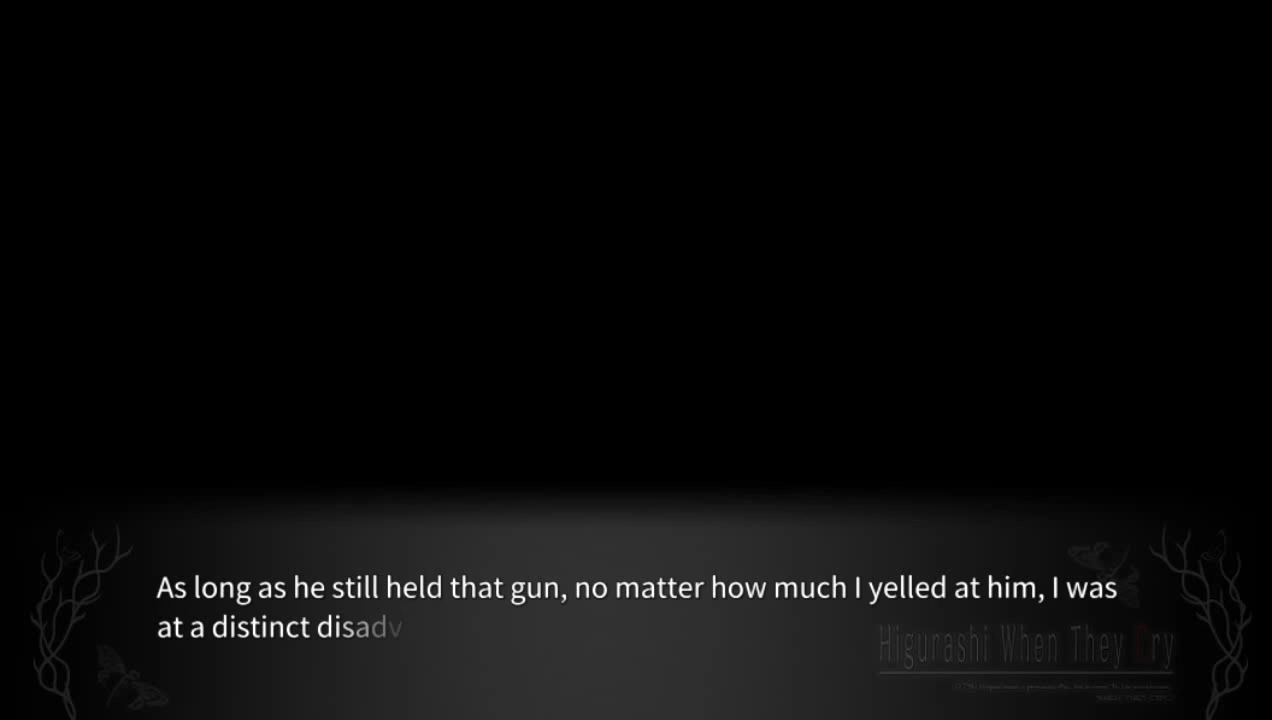 As long as he still held that gun, no matter how much I yelled at him, I was
at a distinct disadv
Higurashi When They Cry